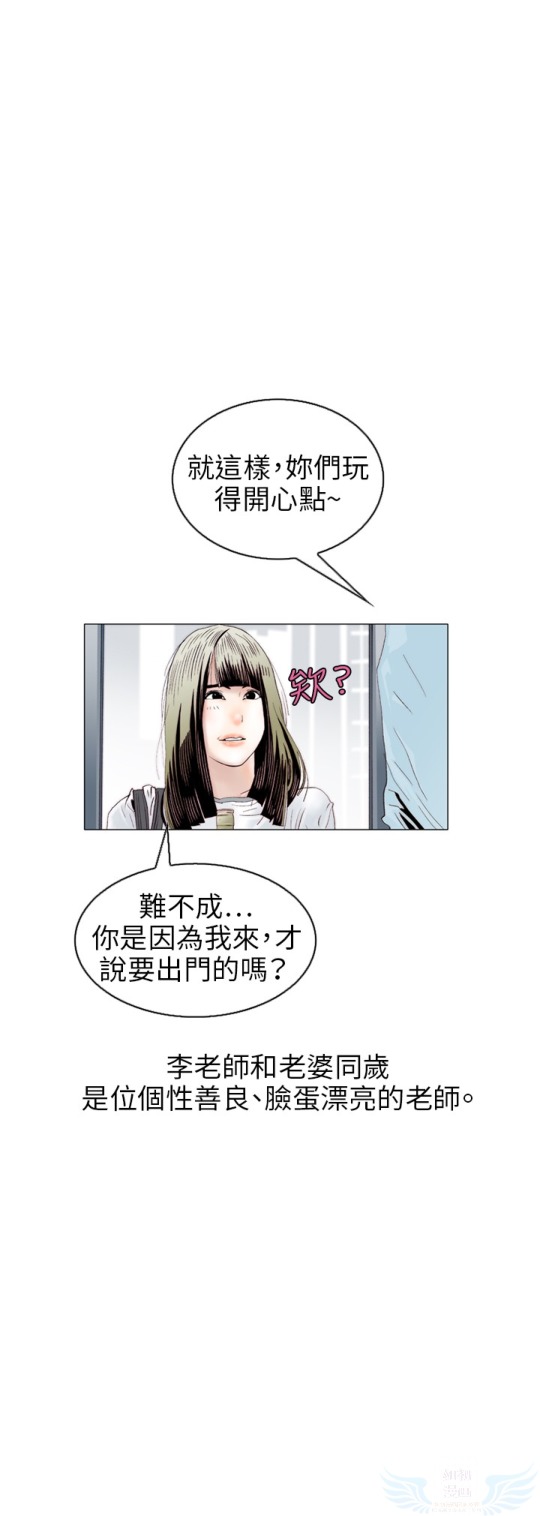 就這樣，妳們玩
得開心點~
欸?
難不成...
你是因為我來，才
說要出門的嗎?
李老師和老婆同歲
是位個性善良、臉蛋漂亮的老師。